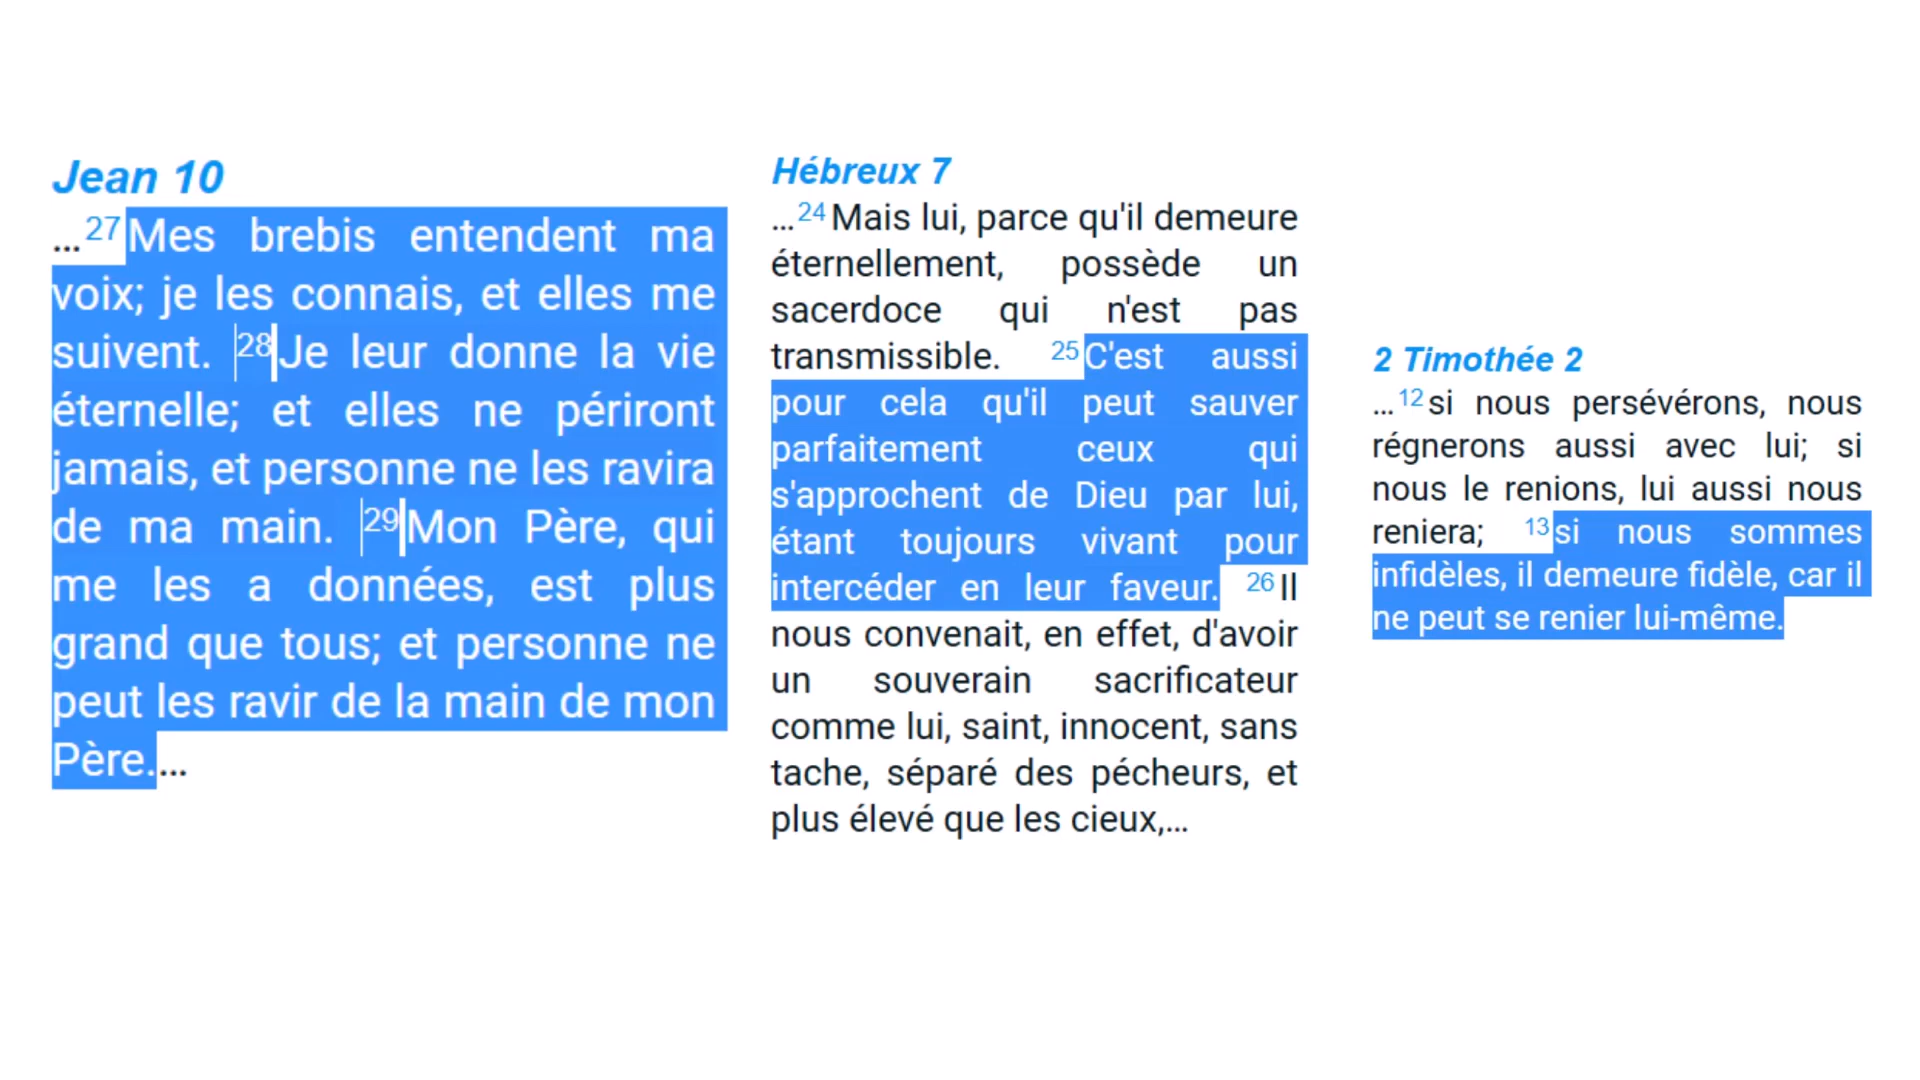 Jean 10
...27 Mes brebis entendent ma
voix; je les connais, et elles me
suivent. 28 Je leur donne la vie
éternelle; et elles ne périront
jamais, et personne ne les ravira
de ma main. 29 Mon Père, qui
me les a données, est plus
grand que tous; et personne ne
peut les ravir de la main de mon
Père....
Hébreux 7
...24 Mais lui, parce qu'il demeure
éternellement, possède un
sacerdoce qui n'est pas
transmissible. 25 C'est aussi
pour cela qu'il peut sauver
parfaitement ceux qui
s'approchent de Dieu par lui,
étant toujours vivant pour
intercéder en leur faveur. 26 Il
nous convenait, en effet, d'avoir
un souverain sacrificateur
comme lui, saint, innocent, sans
tache, séparé des pécheurs, et
plus élevé que les cieux,...
2 Timothée 2
...12 si nous persévérons, nous
régnerons aussi avec lui; si
nous le renions, lui aussi nous
reniera; 13 si nous sommes
infidèles, il demeure fidèle, car il
ne peut se renier lui-même.